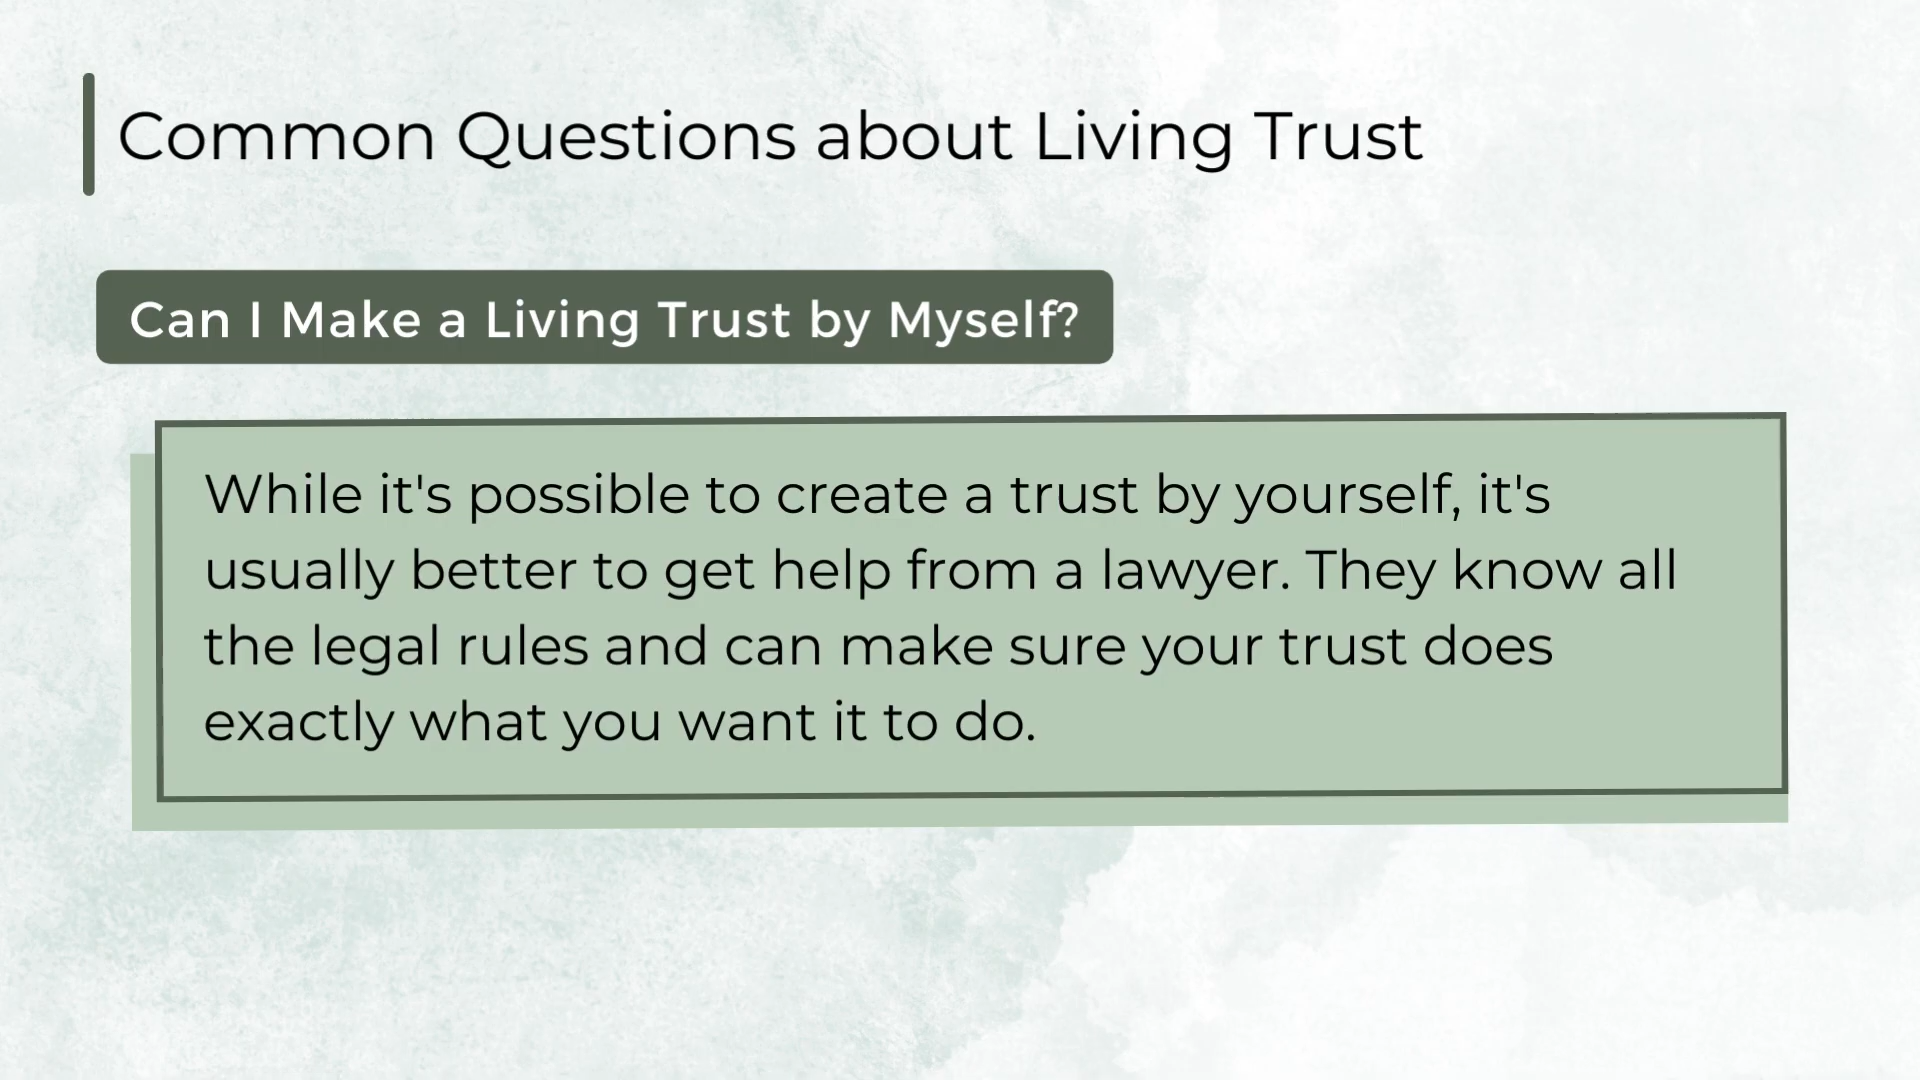 Common Questions about Living Trust
Can I Make a Living Trust by Myself?
While it's possible to create a trust by yourself, it's
usually better to get help from a lawyer. They know all
the legal rules and can make sure your trust does
exactly what you want it to do.